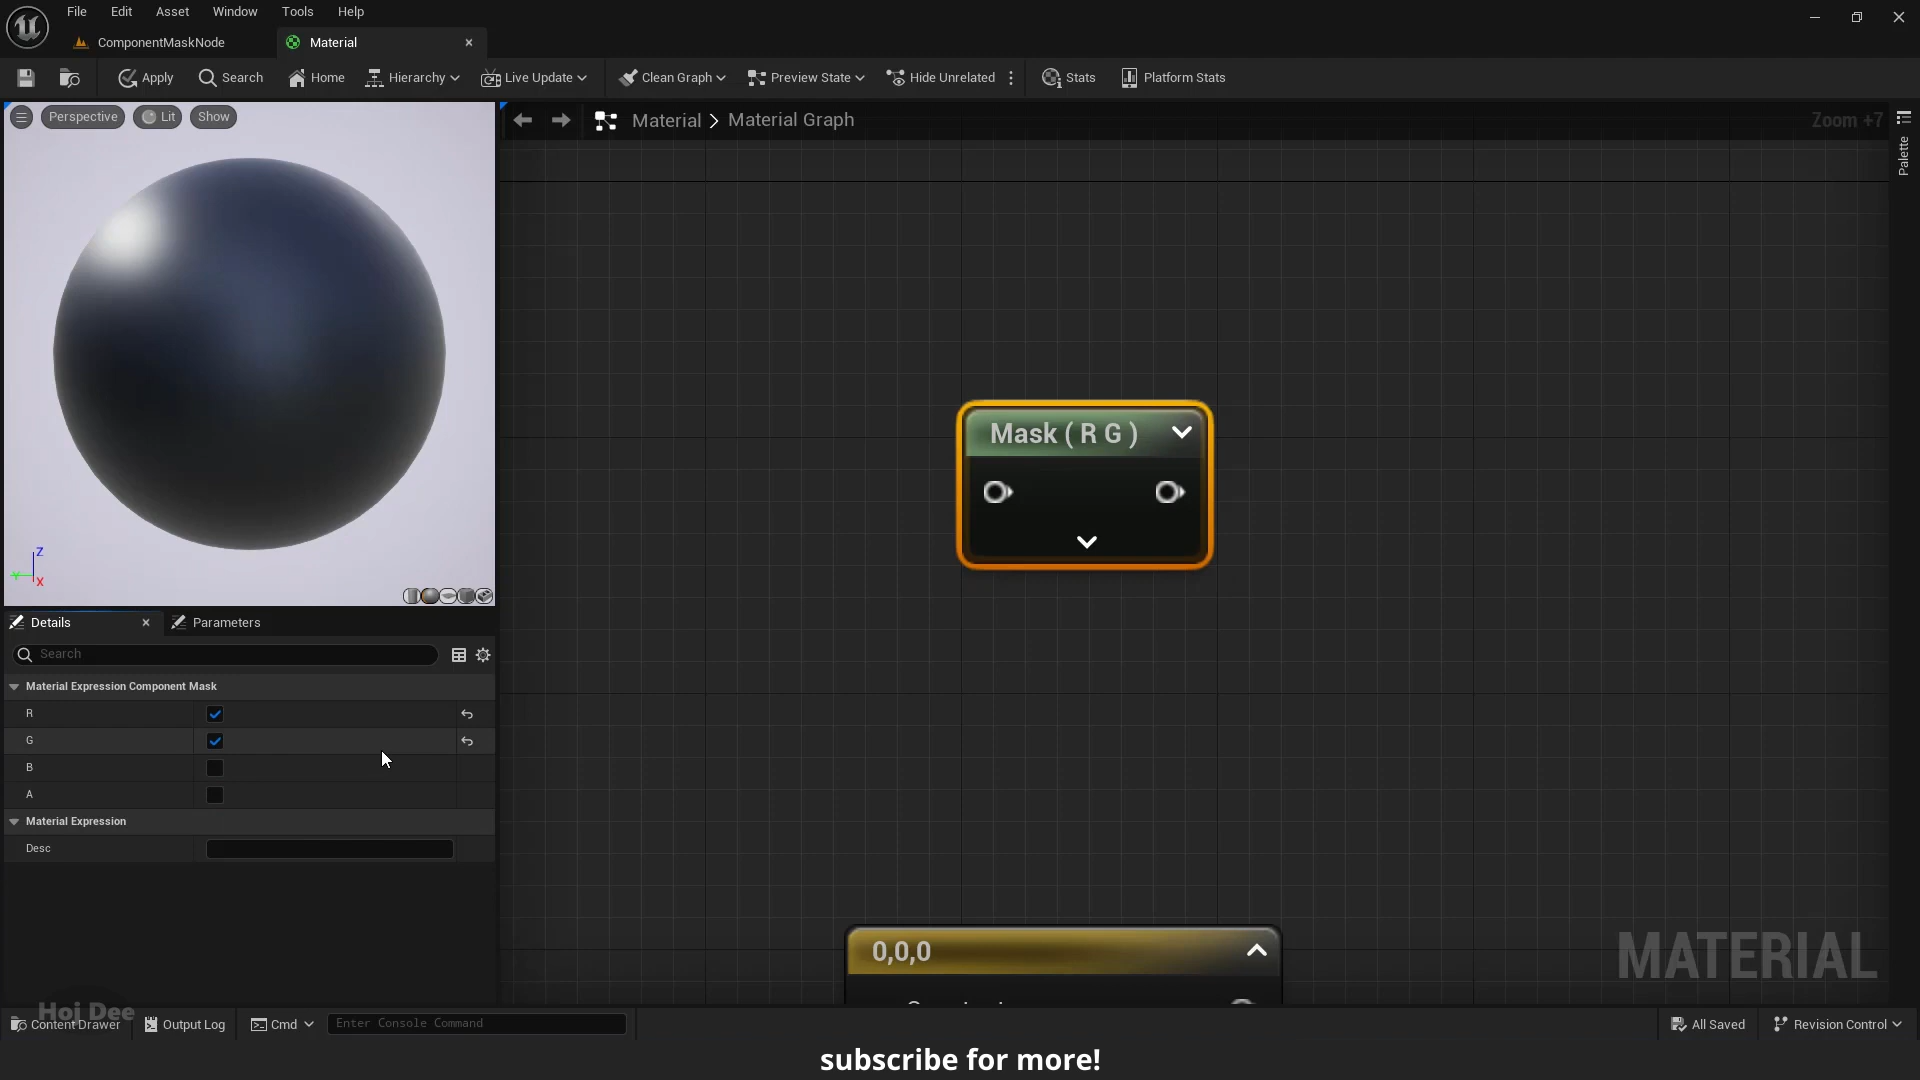 File Edit Asset Window Tools Help
ComponentMaskNode
Material
Apply Search Home Hierarchy Live Update Clean Graph Preview State Hide Unrelated Stats Platform Stats
Perspective Lit Show
Material > Material Graph
Zoom +7
Palette
Mask ( R G )
Z
Y
X
Details
Parameters
Search
Material Expression Component Mask
R
G
B
A
Material Expression
Desc
0,0,0
MATERIAL
Hoj Dee
Content Drawer Output Log Cmd Enter Console Command All Saved Revision Control
subscribe for more!